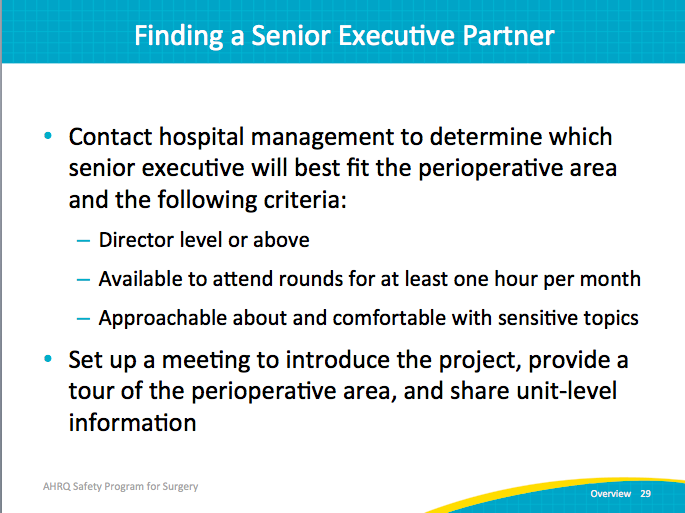 Finding a Senior Executive Partner
• Contact hospital management to determine which
senior executive will best fit the perioperative area
and the following criteria:
– Director level or above
– Available to attend rounds for at least one hour per month
– Approachable about and comfortable with sensitive topics
• Set up a meeting to introduce the project, provide a
tour of the perioperative area, and share unit-level
information
AHRQ Safety Program for Surgery
Overview 29